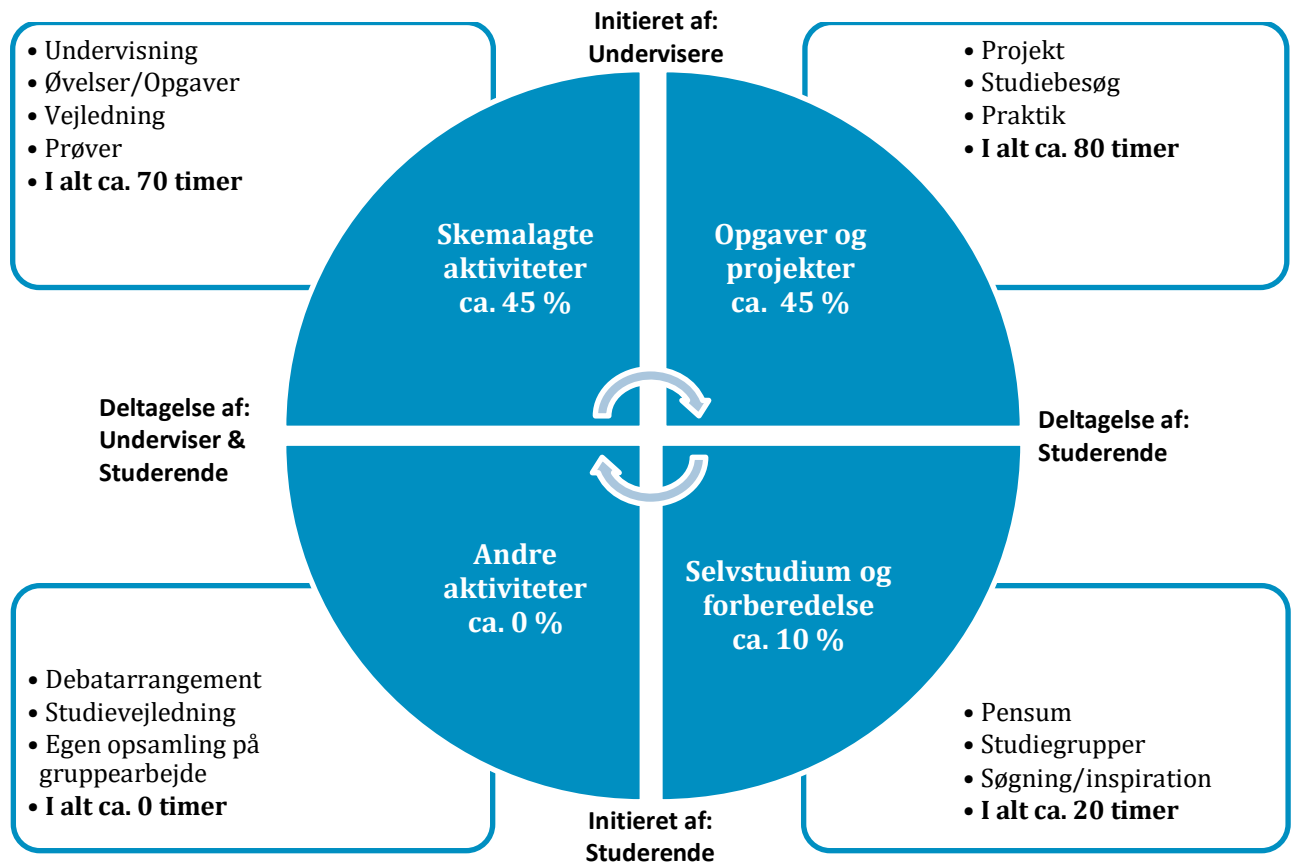 Initieret af:
Undervisere
• Undervisning
• Øvelser/Opgaver
• Vejledning
• Prøver
• I alt ca. 70 timer
• Projekt
• Studiebesøg
• Praktik
• I alt ca. 80 timer
Skemalagte
aktiviteter
ca. 45 %
Opgaver og
projekter
ca.  45 %
Deltagelse af:
Underviser &
Studerende
Deltagelse af:
Studerende
Andre
aktiviteter
ca. 0 %
Selvstudium og
forberedelse
ca. 10 %
• Debatarrangement
• Studievejledning
• Egen opsamling på
gruppearbejde
• I alt ca. 0 timer
• Pensum
• Studiegrupper
• Søgning/inspiration
• I alt ca. 20 timer
Initieret af:
Studerende